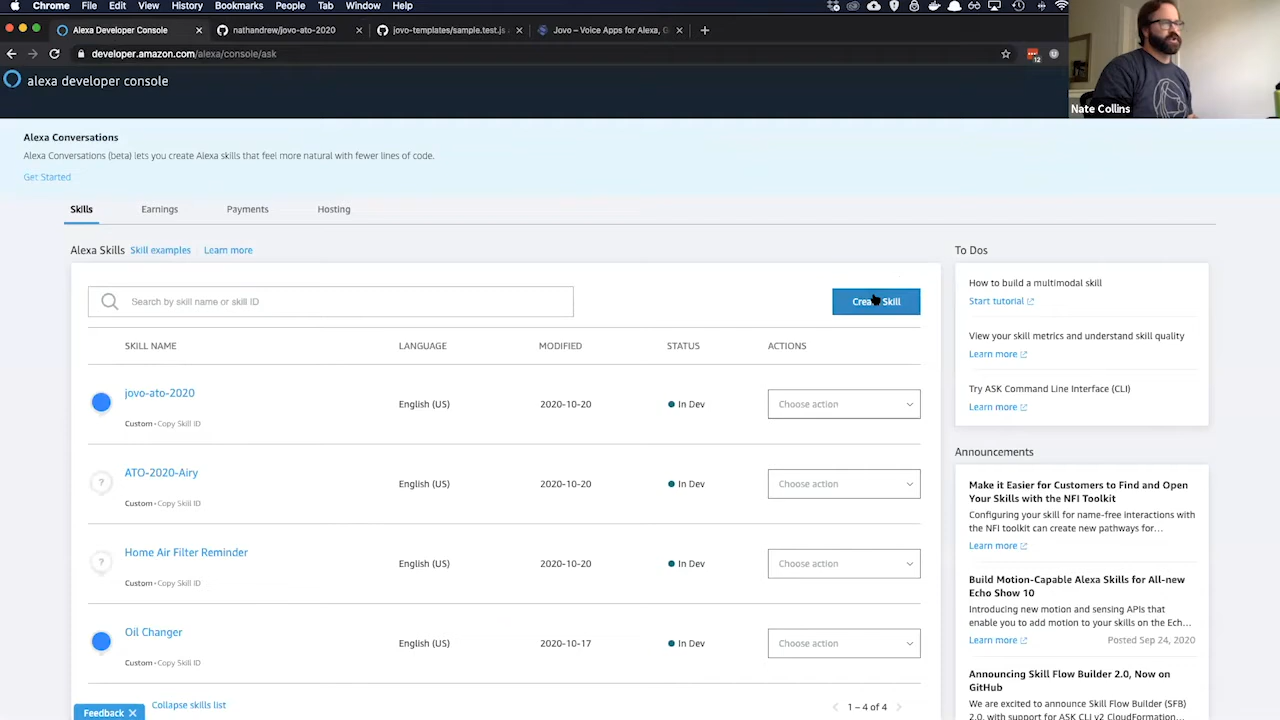 Chrome File Edit View History Bookmarks People Tab Window Help
Alexa Developer Console
nathandrew/jovo-ato-2020
jovo-templates/sample.test.js
Jovo – Voice Apps for Alexa, G
developer.amazon.com/alexa/console/ask
12
alexa developer console
Nate Collins
Alexa Conversations
Alexa Conversations (beta) lets you create Alexa skills that feel more natural with fewer lines of code.
Get Started
Skills Earnings Payments Hosting
Alexa Skills Skill examples Learn more
Search by skill name or skill ID
Create Skill
SKILL NAME LANGUAGE MODIFIED STATUS ACTIONS
jovo-ato-2020
Custom • Copy Skill ID
English (US) 2020-10-20 In Dev Choose action
ATO-2020-Airy
Custom • Copy Skill ID
English (US) 2020-10-20 In Dev Choose action
Home Air Filter Reminder
Custom • Copy Skill ID
English (US) 2020-10-20 In Dev Choose action
Oil Changer
Custom • Copy Skill ID
English (US) 2020-10-17 In Dev Choose action
Feedback
Collapse skills list
1 – 4 of 4
To Dos
How to build a multimodal skill
Start tutorial
View your skill metrics and understand skill quality
Learn more
Try ASK Command Line Interface (CLI)
Learn more
Announcements
Make it Easier for Customers to Find and Open
Your Skills with the NFI Toolkit
Configuring your skill for name-free interactions with
the NFI toolkit can create new pathways for…
Learn more
Build Motion-Capable Alexa Skills for All-new
Echo Show 10
Introducing new motion and sensing APIs that
enable you to add motion to your skills on the Ech…
Learn more Posted Sep 24, 2020
Announcing Skill Flow Builder 2.0, Now on
GitHub
We are excited to announce Skill Flow Builder (SFB)
2.0, with support for ASK CLI v2 CloudFormation…